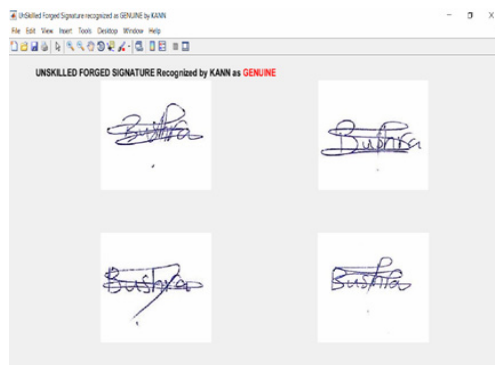 UnSkilled Forged Signature recognized as GENUINE by KANN
File Edit View Insert Tools Desktop Window Help
UNSKILLED FORGED SIGNATURE Recognized by KANN as GENUINE
Bushra Bushra
Bushra Bushra